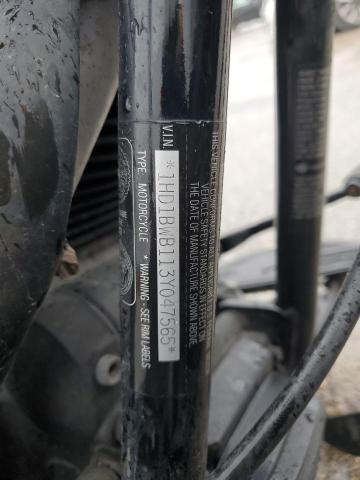 THIS VEHICLE CONFORMS TO ALL APPLICABLE
VEHICLE SAFETY STANDARDS IN EFFECT ON
THE DATE OF MANUFACTURE SHOWN ABOVE.
V.I.N.
*1HD1BWB113Y047565*
TYPE: MOTORCYCLE * WARNING - SEE RIM LABELS